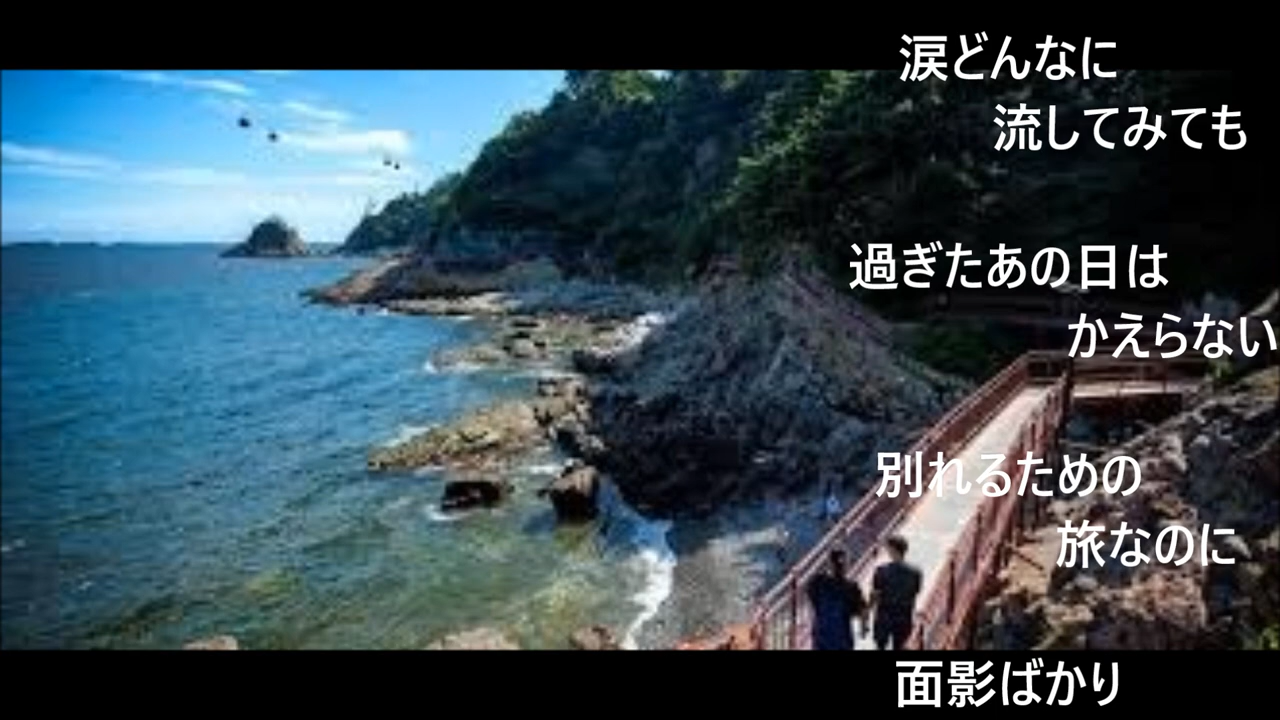 涙どんなに
流してみても
過ぎたあの日は
かえらない
別れるための
旅なのに
面影ばかり